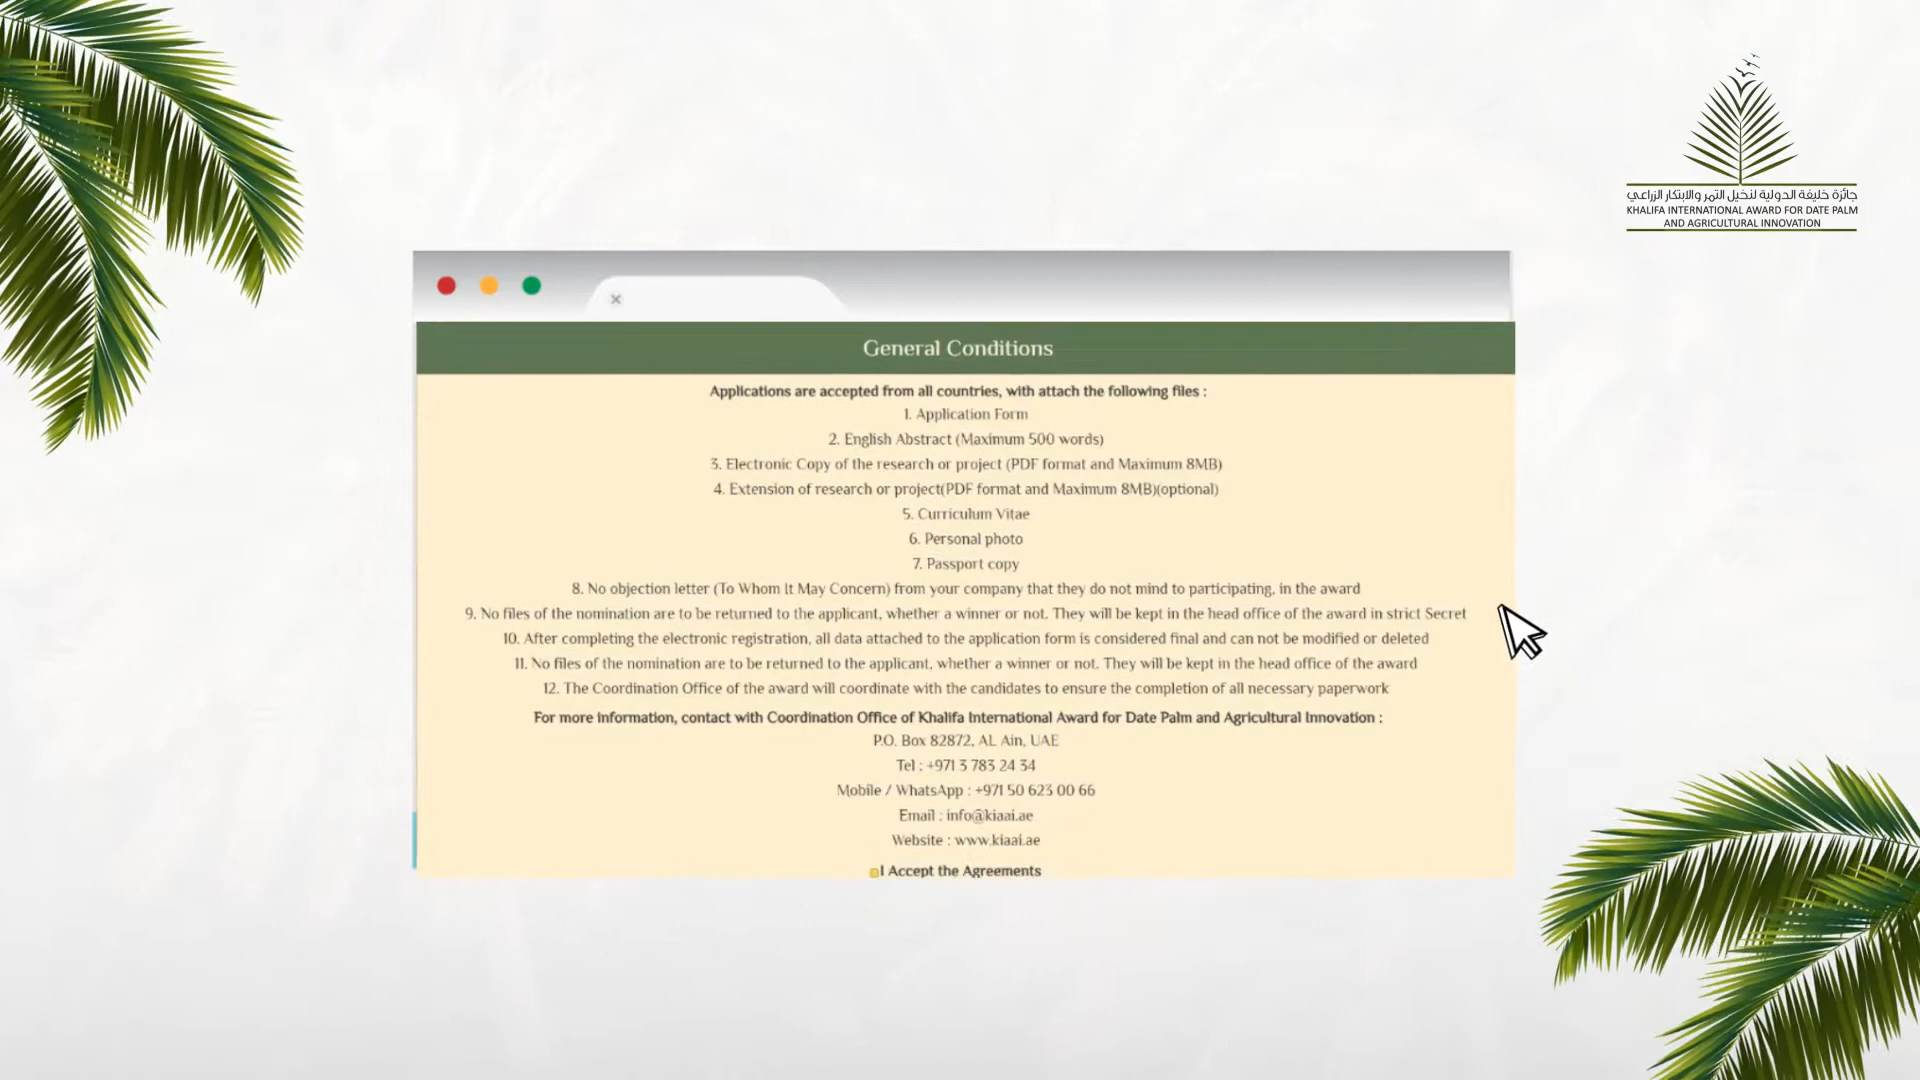 جائزة خليفة الدولية لنخيل التمر والابتكار الزراعي
KHALIFA INTERNATIONAL AWARD FOR DATE PALM
AND AGRICULTURAL INNOVATION
General Conditions
Applications are accepted from all countries, with attach the following files :
1. Application Form
2. English Abstract (Maximum 500 words)
3. Electronic Copy of the research or project (PDF format and Maximum 8MB)
4. Extension of research or project(PDF format and Maximum 8MB)(optional)
5. Curriculum Vitae
6. Personal photo
7. Passport copy
8. No objection letter (To Whom It May Concern) from your company that they do not mind to participating, in the award
9. No files of the nomination are to be returned to the applicant, whether a winner or not. They will be kept in the head office of the award in strict Secret
10. After completing the electronic registration, all data attached to the application form is considered final and can not be modified or deleted
11. No files of the nomination are to be returned to the applicant, whether a winner or not. They will be kept in the head office of the award
12. The Coordination Office of the award will coordinate with the candidates to ensure the completion of all necessary paperwork
For more information, contact with Coordination Office of Khalifa International Award for Date Palm and Agricultural Innovation :
P.O. Box 82872, AL Ain, UAE
Tel : +971 3 783 24 34
Mobile / WhatsApp : +971 50 623 00 66
Email : info@kiaai.ae
Website : www.kiaai.ae
I Accept the Agreements